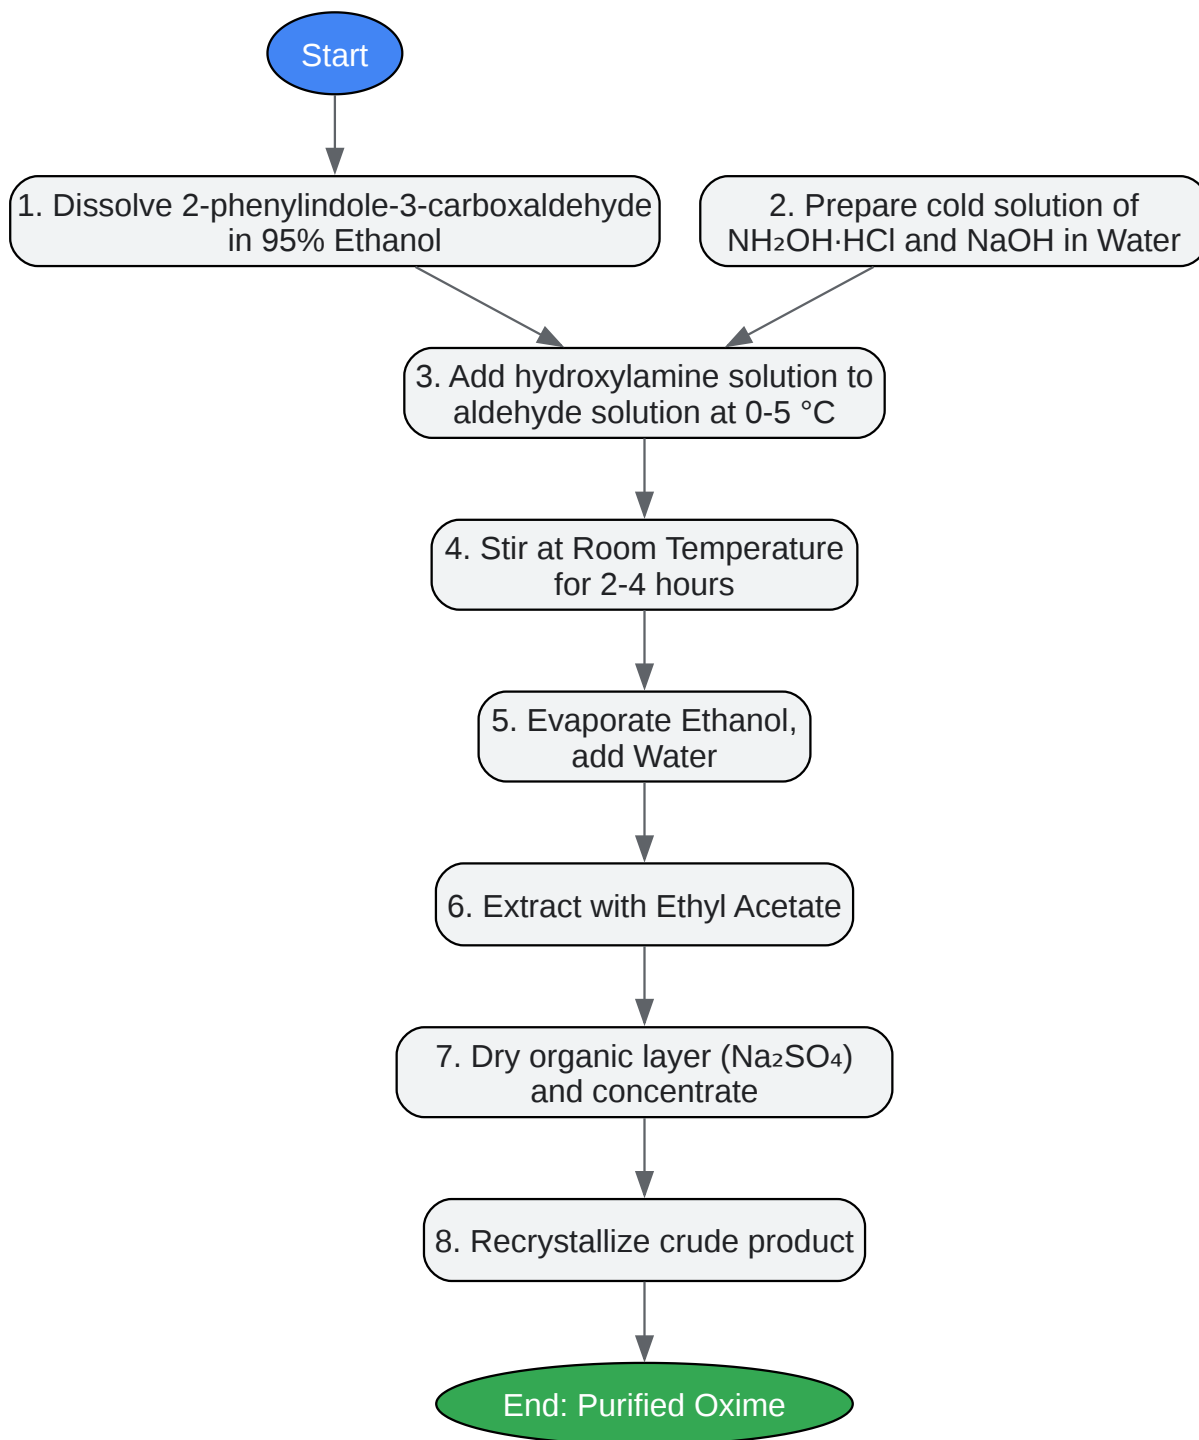 Start
1. Dissolve 2-phenylindole-3-carboxaldehyde
in 95% Ethanol
2. Prepare cold solution of
NH₂OH·HCl and NaOH in Water
3. Add hydroxylamine solution to
aldehyde solution at 0-5 °C
4. Stir at Room Temperature
for 2-4 hours
5. Evaporate Ethanol,
add Water
6. Extract with Ethyl Acetate
7. Dry organic layer (Na₂SO₄)
and concentrate
8. Recrystallize crude product
End: Purified Oxime